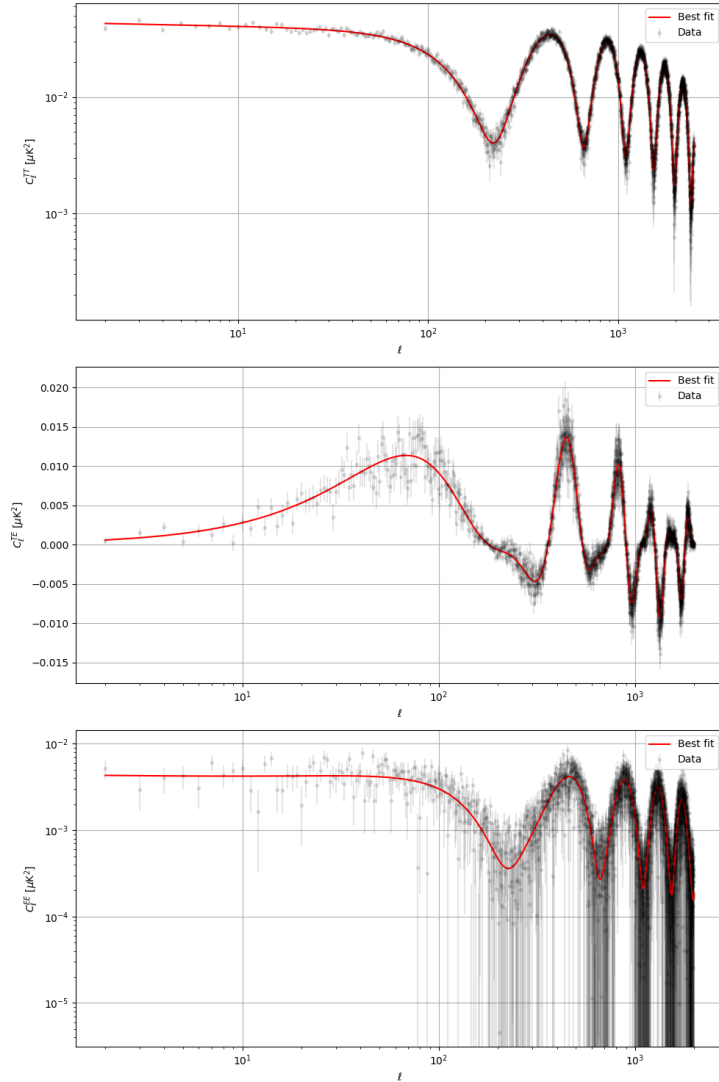 Best fit
Data
10⁻²
10⁻³
C_ℓ^{TT} [μK²]
10¹
10²
10³
ℓ
Best fit
Data
0.020
0.015
0.010
0.005
0.000
−0.005
−0.010
−0.015
C_ℓ^{TE} [μK²]
10¹
10²
10³
ℓ
Best fit
Data
10⁻²
10⁻³
10⁻⁴
10⁻⁵
C_ℓ^{EE} [μK²]
10¹
10²
10³
ℓ